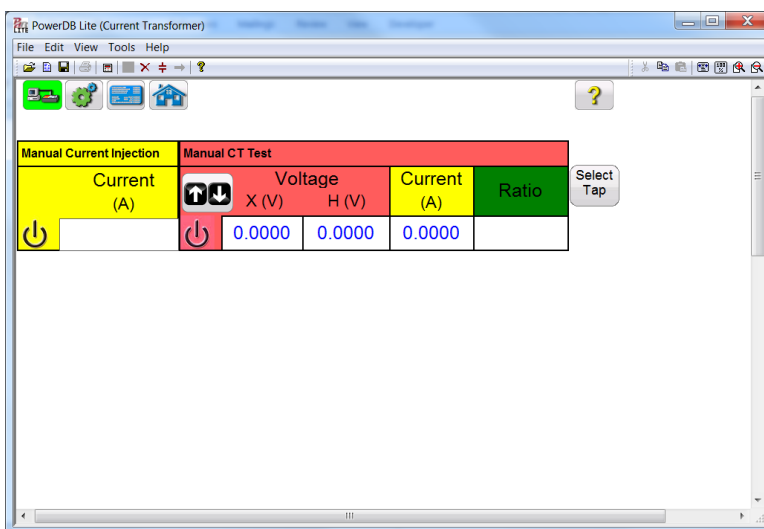 PowerDB Lite (Current Transformer)
File Edit View Tools Help
?
Manual Current Injection Manual CT Test
Current
(A)
Voltage
X (V) H (V)
Current
(A)
Ratio
Select
Tap
0.0000 0.0000 0.0000